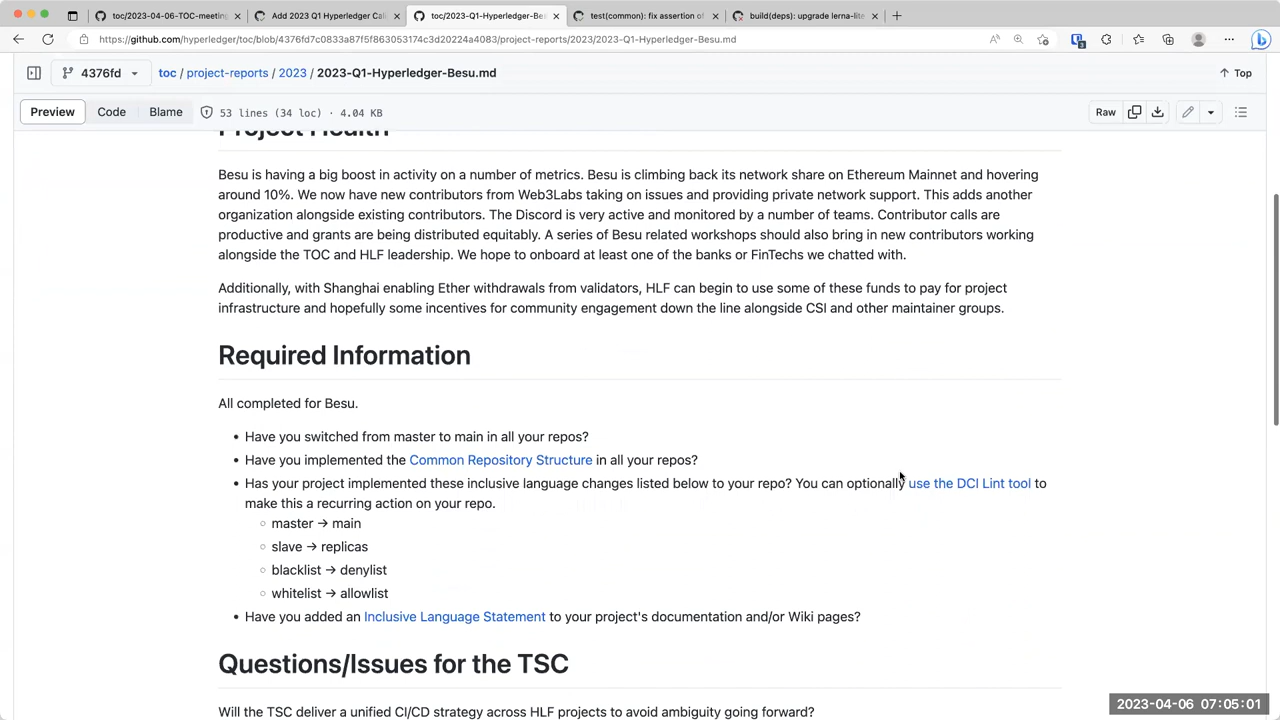 toc/2023-04-06-TOC-meeting
Add 2023 Q1 Hyperledger Cali
toc/2023-Q1-Hyperledger-Bes
test(common): fix assertion of
build(deps): upgrade lerna-lite
https://github.com/hyperledger/toc/blob/4376fd7c0833a87f5f863053174c3d20224a4083/project-reports/2023/2023-Q1-Hyperledger-Besu.md
4376fd
toc / project-reports / 2023 / 2023-Q1-Hyperledger-Besu.md
Top
Preview Code Blame 53 lines (34 loc) · 4.04 KB Raw
Project Health
Besu is having a big boost in activity on a number of metrics. Besu is climbing back its network share on Ethereum Mainnet and hovering
around 10%. We now have new contributors from Web3Labs taking on issues and providing private network support. This adds another
organization alongside existing contributors. The Discord is very active and monitored by a number of teams. Contributor calls are
productive and grants are being distributed equitably. A series of Besu related workshops should also bring in new contributors working
alongside the TOC and HLF leadership. We hope to onboard at least one of the banks or FinTechs we chatted with.
Additionally, with Shanghai enabling Ether withdrawals from validators, HLF can begin to use some of these funds to pay for project
infrastructure and hopefully some incentives for community engagement down the line alongside CSI and other maintainer groups.
Required Information
All completed for Besu.
• Have you switched from master to main in all your repos?
• Have you implemented the Common Repository Structure in all your repos?
• Has your project implemented these inclusive language changes listed below to your repo? You can optionally use the DCI Lint tool to
make this a recurring action on your repo.
○ master → main
○ slave → replicas
○ blacklist → denylist
○ whitelist → allowlist
• Have you added an Inclusive Language Statement to your project's documentation and/or Wiki pages?
Questions/Issues for the TSC
Will the TSC deliver a unified CI/CD strategy across HLF projects to avoid ambiguity going forward?
2023-04-06 07:05:01